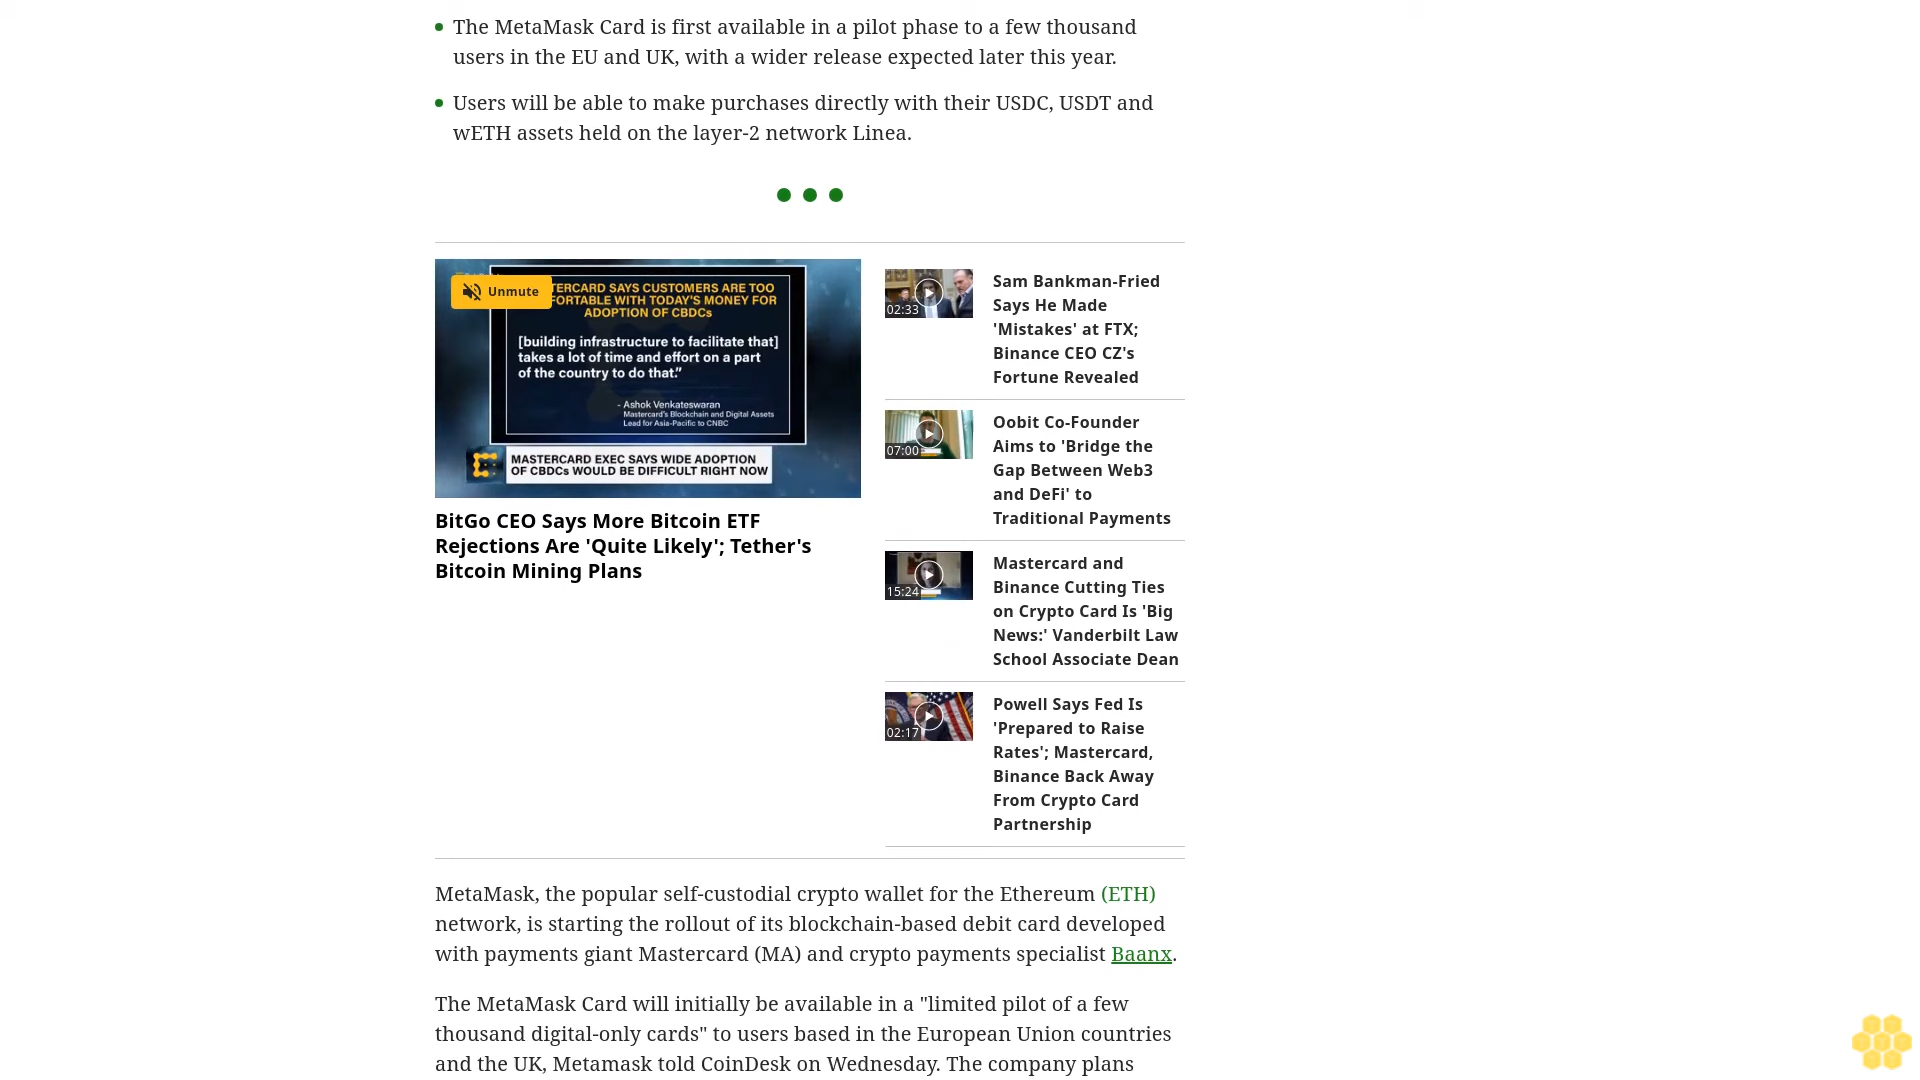 The MetaMask Card is first available in a pilot phase to a few thousand
users in the EU and UK, with a wider release expected later this year.
Users will be able to make purchases directly with their USDC, USDT and
wETH assets held on the layer-2 network Linea.
Unmute
TERCARD SAYS CUSTOMERS ARE TOO
FORTABLE WITH TODAY'S MONEY FOR
ADOPTION OF CBDCs
[building infrastructure to facilitate that]
takes a lot of time and effort on a part
of the country to do that."
- Ashok Venkateswaran
Mastercard's Blockchain and Digital Assets
Lead for Asia-Pacific to CNBC
MASTERCARD EXEC SAYS WIDE ADOPTION
OF CBDCs WOULD BE DIFFICULT RIGHT NOW
BitGo CEO Says More Bitcoin ETF
Rejections Are 'Quite Likely'; Tether's
Bitcoin Mining Plans
02:33
Sam Bankman-Fried
Says He Made
'Mistakes' at FTX;
Binance CEO CZ's
Fortune Revealed
07:00
Oobit Co-Founder
Aims to 'Bridge the
Gap Between Web3
and DeFi' to
Traditional Payments
15:24
Mastercard and
Binance Cutting Ties
on Crypto Card Is 'Big
News:' Vanderbilt Law
School Associate Dean
02:17
Powell Says Fed Is
'Prepared to Raise
Rates'; Mastercard,
Binance Back Away
From Crypto Card
Partnership
MetaMask, the popular self-custodial crypto wallet for the Ethereum (ETH)
network, is starting the rollout of its blockchain-based debit card developed
with payments giant Mastercard (MA) and crypto payments specialist Baanx.
The MetaMask Card will initially be available in a "limited pilot of a few
thousand digital-only cards" to users based in the European Union countries
and the UK, Metamask told CoinDesk on Wednesday. The company plans